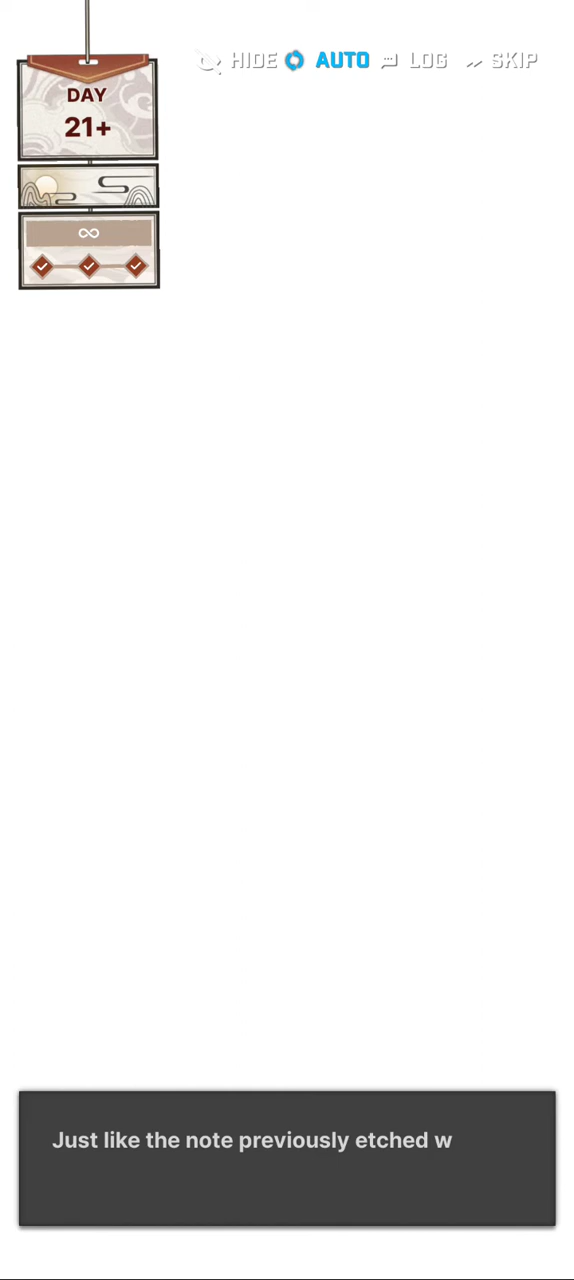 HIDE AUTO LOG SKIP
DAY
21+
∞
Just like the note previously etched w